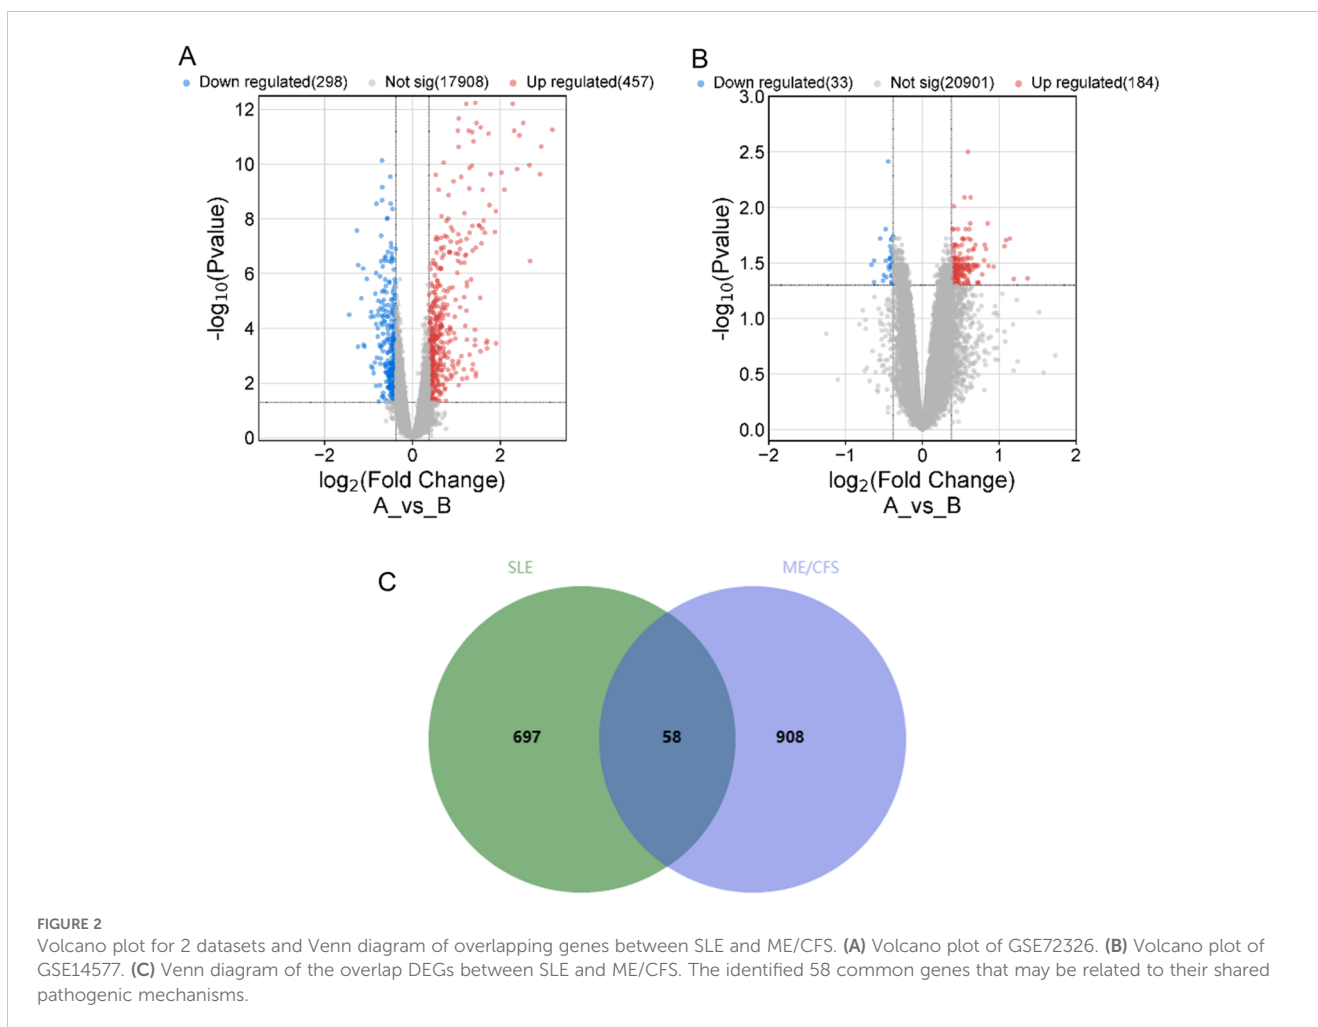 A
Down regulated(298) Not sig(17908) Up regulated(457)
12
10
8
6
4
2
0
-log10(Pvalue)
−2 0 2
log2(Fold Change)
A_vs_B
B
Down regulated(33) Not sig(20901) Up regulated(184)
3.0
2.5
2.0
1.5
1.0
0.5
0.0
-log10(Pvalue)
−2 −1 0 1 2
log2(Fold Change)
A_vs_B
C
SLE ME/CFS
697 58 908
FIGURE 2
Volcano plot for 2 datasets and Venn diagram of overlapping genes between SLE and ME/CFS. (A) Volcano plot of GSE72326. (B) Volcano plot of
GSE14577. (C) Venn diagram of the overlap DEGs between SLE and ME/CFS. The identified 58 common genes that may be related to their shared
pathogenic mechanisms.